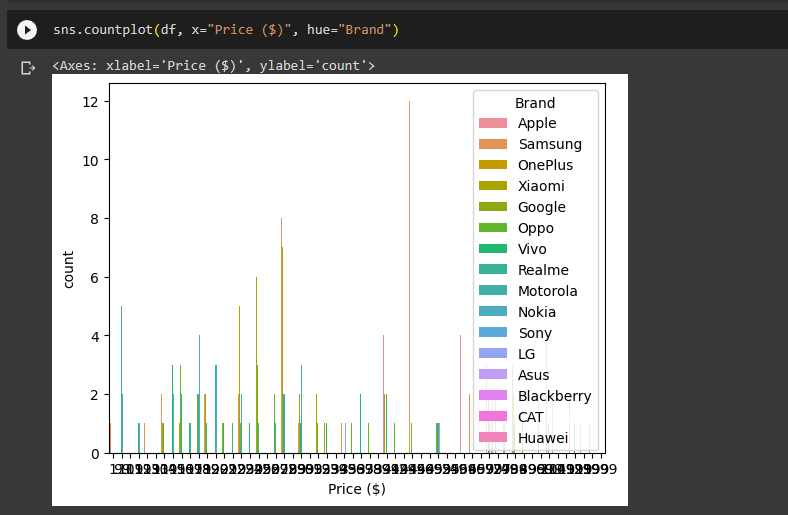 sns.countplot(df, x="Price ($)", hue="Brand")
<Axes: xlabel='Price ($)', ylabel='count'>
Brand
Apple
Samsung
OnePlus
Xiaomi
Google
Oppo
Vivo
Realme
Motorola
Nokia
Sony
LG
Asus
Blackberry
CAT
Huawei
12
10
8
6
4
2
0
count
Price ($)